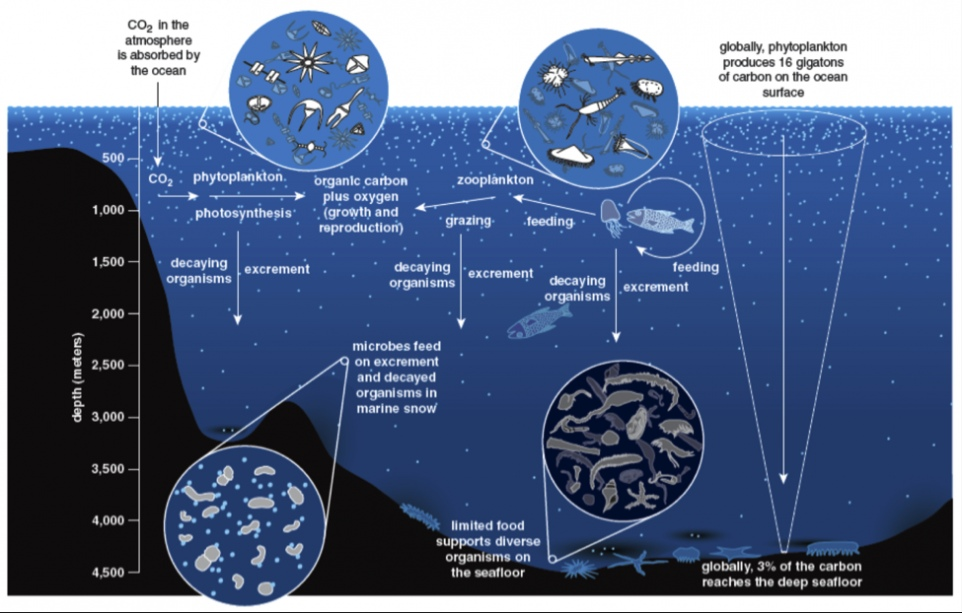 CO2 in the
atmosphere
is absorbed by
the ocean
globally, phytoplankton
produces 16 gigatons
of carbon on the ocean
surface
500
1,000
1,500
2,000
2,500
3,000
3,500
4,000
4,500
depth (meters)
CO2
phytoplankton
photosynthesis
organic carbon
plus oxygen
(growth and
reproduction)
zooplankton
grazing
feeding
feeding
decaying
organisms
excrement
decaying
organisms
excrement
decaying
organisms
excrement
microbes feed
on excrement
and decayed
organisms in
marine snow
limited food
supports diverse
organisms on
the seafloor
globally, 3% of the carbon
reaches the deep seafloor